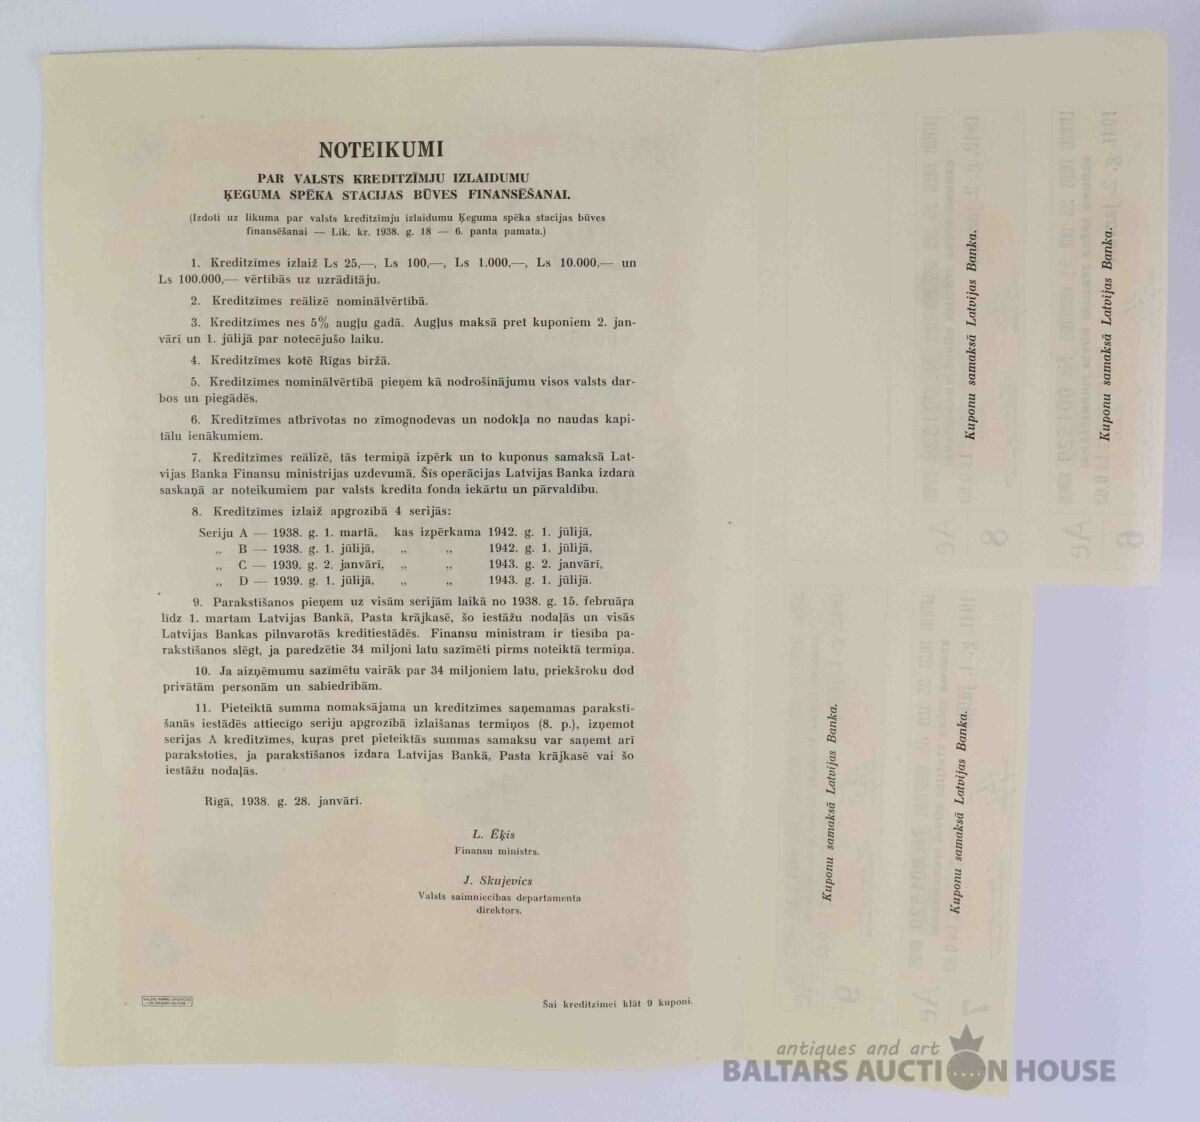 NOTEIKUMI
PAR VALSTS KREDITZĪMJU IZLAIDUMU
ĶEGUMA SPĒKA STACIJAS BŪVES FINANSĒŠANAI.
(Izdoti uz likuma par valsts kreditzīmju izlaidumu Ķeguma spēka stacijas būves
finansēšanai — Lik. kr. 1938. g. 18 — 6. panta pamata.)
1. Kreditzīmes izlaiž Ls 25,—, Ls 100,—, Ls 1.000,—, Ls 10.000,— un
Ls 100.000,— vērtībās uz uzrādītāju.
2. Kreditzīmes reālizē nominālvērtībā.
3. Kreditzīmes nes 5% augļu gadā. Augļus maksā pret kuponiem 2. jan-
vārī un 1. jūlijā par notecējušo laiku.
4. Kreditzīmes kotē Rīgas biržā.
5. Kreditzīmes nominālvērtībā pieņem kā nodrošinājumu visos valsts dar-
bos un piegādēs.
6. Kreditzīmes atbrīvotas no zīmognodevas un nodokļa no naudas kapi-
tālu ienākumiem.
7. Kreditzīmes reālizē, tās termiņā izpērk un to kuponus samaksā Lat-
vijas Banka Finansu ministrijas uzdevumā. Šīs operācijas Latvijas Banka izdara
saskaņā ar noteikumiem par valsts kredita fonda iekārtu un pārvaldību.
8. Kreditzīmes izlaiž apgrozībā 4 serijās:
Seriju A — 1938. g. 1. martā, kas izpērkama 1942. g. 1. jūlijā,
„ B — 1938. g. 1. jūlijā, „ „ 1942. g. 1. jūlijā,
„ C — 1939. g. 2. janvārī, „ „ 1943. g. 2. janvārī,
„ D — 1939. g. 1. jūlijā, „ „ 1943. g. 1. jūlijā.
9. Parakstīšanos pieņem uz visām serijām laikā no 1938. g. 15. februāŗa
līdz 1. martam Latvijas Bankā, Pasta krājkasē, šo iestāžu nodaļās un visās
Latvijas Bankas pilnvarotās kreditiestādēs. Finansu ministram ir tiesība pa-
rakstīšanos slēgt, ja paredzētie 34 miljoni latu sazīmēti pirms noteiktā termiņa.
10. Ja aizņēmumu sazīmētu vairāk par 34 miljoniem latu, priekšroku dod
privātām personām un sabiedrībām.
11. Pieteiktā summa nomaksājama un kreditzīmes saņemamas parakstī-
šanās iestādēs attiecīgo seriju apgrozībā izlaišanas termiņos (8. p.), izņemot
serijas A kreditzīmes, kuŗas pret pieteiktās summas samaksu var saņemt arī
parakstoties, ja parakstīšanos izdara Latvijas Bankā, Pasta krājkasē vai šo
iestāžu nodaļās.
Rīgā, 1938. g. 28. janvārī.
L. Ēķis
Finansu ministrs.
J. Skujevics
Valsts saimniecības departamenta
direktors.
Šai kreditzīmei klāt 9 kuponi.
Kuponu samaksā Latvijas Banka.
Kuponu samaksā Latvijas Banka.
Kuponu samaksā Latvijas Banka.
Kuponu samaksā Latvijas Banka.
antiques and art
BALTARS AUCTION HOUSE